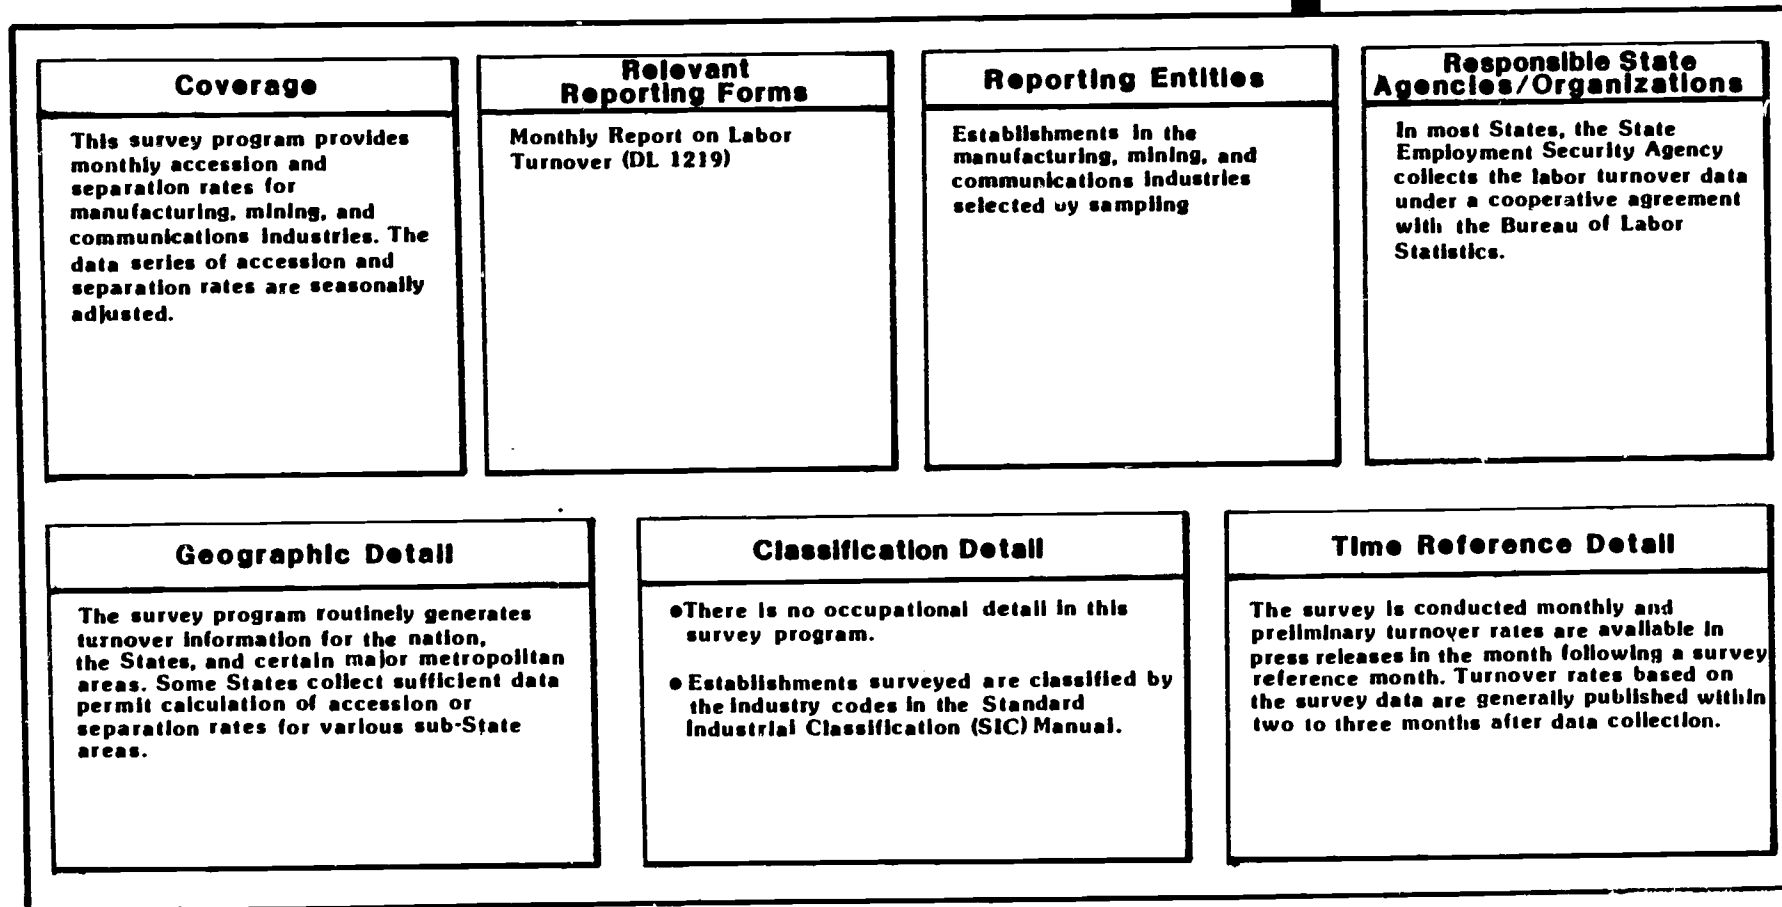 Coverage
This survey program provides
monthly accession and
separation rates for
manufacturing, mining, and
communications industries. The
data series of accession and
separation rates are seasonally
adjusted.
Relevant
Reporting Forms
Monthly Report on Labor
Turnover (DL 1219)
Reporting Entities
Establishments in the
manufacturing, mining, and
communications industries
selected by sampling
Responsible State
Agencies/Organizations
In most States, the State
Employment Security Agency
collects the labor turnover data
under a cooperative agreement
with the Bureau of Labor
Statistics.
Geographic Detail
The survey program routinely generates
turnover information for the nation,
the States, and certain major metropolitan
areas. Some States collect sufficient data
permit calculation of accession or
separation rates for various sub-State
areas.
Classification Detail
●There is no occupational detail in this
survey program.
● Establishments surveyed are classified by
the industry codes in the Standard
Industrial Classification (SIC) Manual.
Time Reference Detail
The survey is conducted monthly and
preliminary turnover rates are available in
press releases in the month following a survey
reference month. Turnover rates based on
the survey data are generally published within
two to three months after data collection.